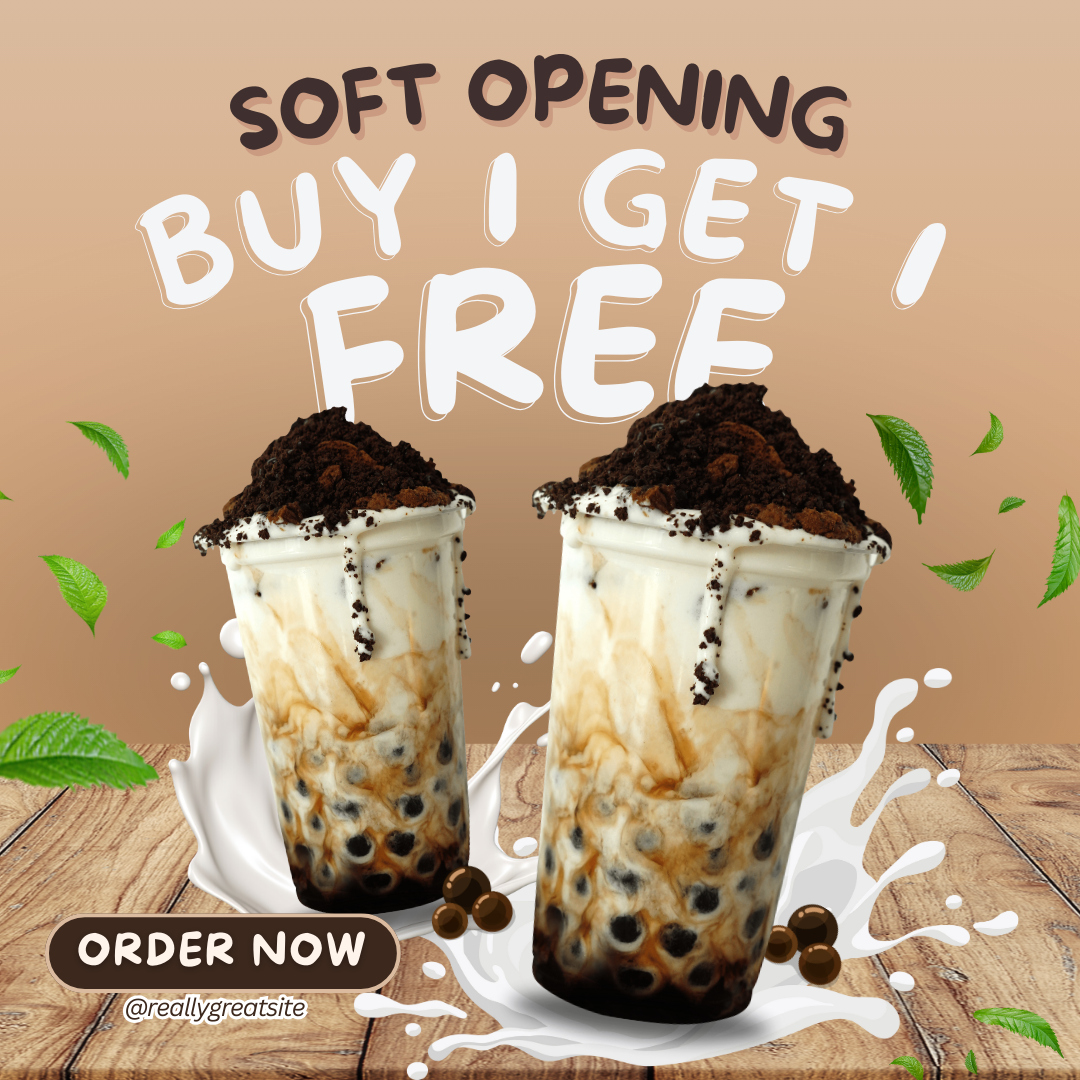 SOFT OPENING
BUY 1 GET 1
FREE
ORDER NOW
@reallygreatsite